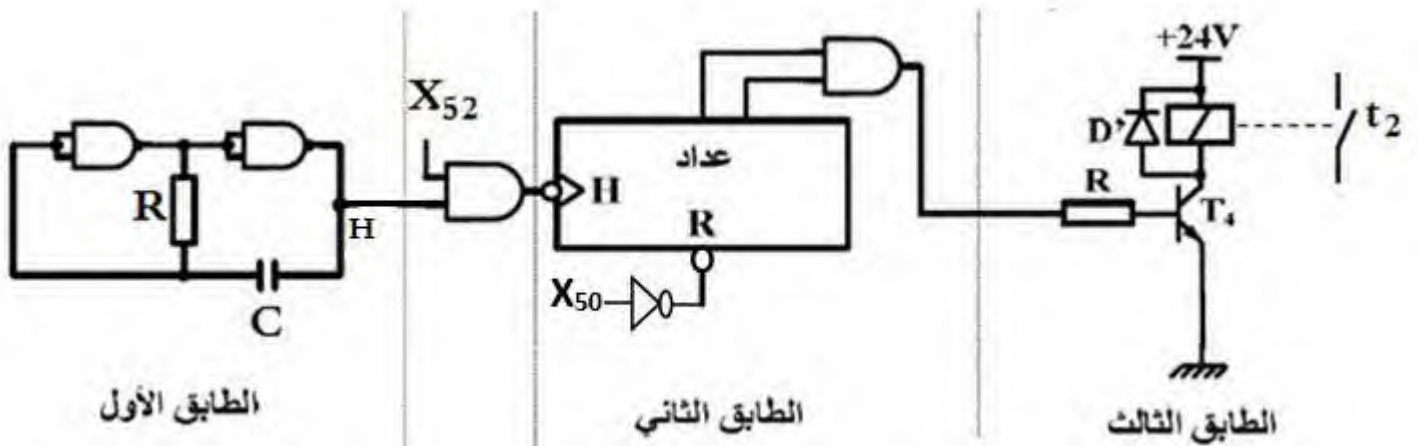 +24V
X52
t2
D'
عداد
H
R
R
R
T4
H
X50
C
الطابق الأول
الطابق الثاني
الطابق الثالث